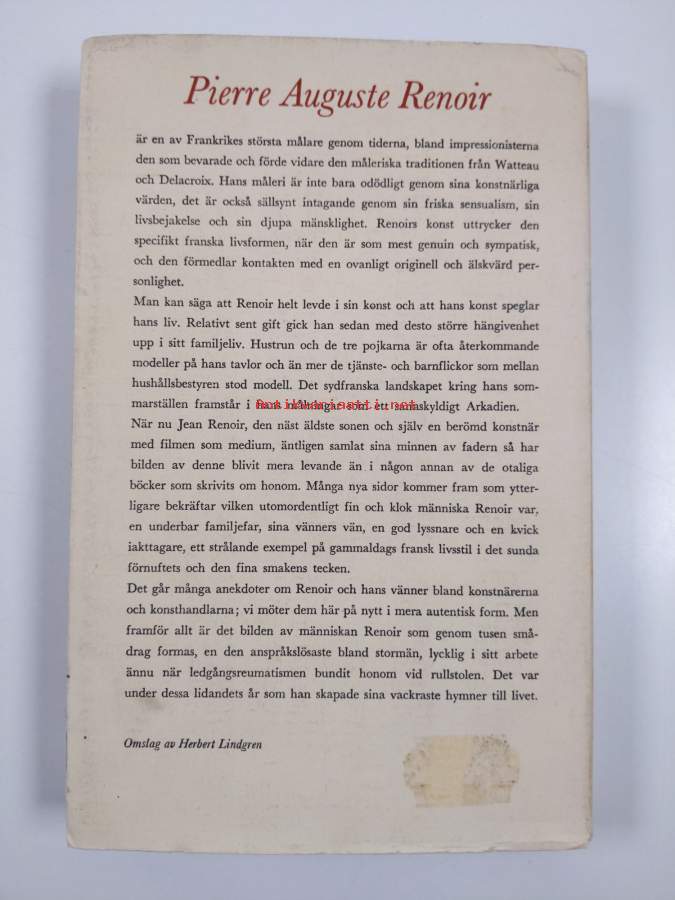 Pierre Auguste Renoir
är en av Frankrikes största målare genom tiderna, bland impressionisterna
den som bevarade och förde vidare den måleriska traditionen från Watteau
och Delacroix. Hans måleri är inte bara odödligt genom sina konstnärliga
värden, det är också sällsynt intagande genom sin friska sensualism, sin
livsbejakelse och sin djupa mänsklighet. Renoirs konst uttrycker den
specifikt franska livsformen, när den är som mest genuin och sympatisk,
och den förmedlar kontakten med en ovanligt originell och älskvärd per-
sonlighet.
Man kan säga att Renoir helt levde i sin konst och att hans konst speglar
hans liv. Relativt sent gift gick han sedan med desto större hängivenhet
upp i sitt familjeliv. Hustrun och de tre pojkarna är ofta återkommande
modeller på hans tavlor och än mer de tjänste- och barnflickor som mellan
hushållsbestyren stod modell. Det sydfranska landskapet kring hans som-
marställen framstår i hans målningar som ett samskyldigt Arkadien.
När nu Jean Renoir, den näst äldste sonen och själv en berömd konstnär
med filmen som medium, äntligen samlat sina minnen av fadern så har
bilden av denne blivit mera levande än i någon annan av de otaliga
böcker som skrivits om honom. Många nya sidor kommer fram som ytter-
ligare bekräftar vilken utomordentligt fin och klok människa Renoir var,
en underbar familjefar, sina vänners vän, en god lyssnare och en kvick
iakttagare, ett strålande exempel på gammaldags fransk livsstil i det sunda
förnuftets och den fina smakens tecken.
Det går många anekdoter om Renoir och hans vänner bland konstnärerna
och konsthandlarna; vi möter dem här på nytt i mera autentisk form. Men
framför allt är det bilden av människan Renoir som genom tusen små-
drag formas, en den anspråkslösaste bland stormän, lycklig i sitt arbete
ännu när ledgångsreumatismen bundit honom vid rullstolen. Det var
under dessa lidandets år som han skapade sina vackraste hymner till livet.
Omslag av Herbert Lindgren